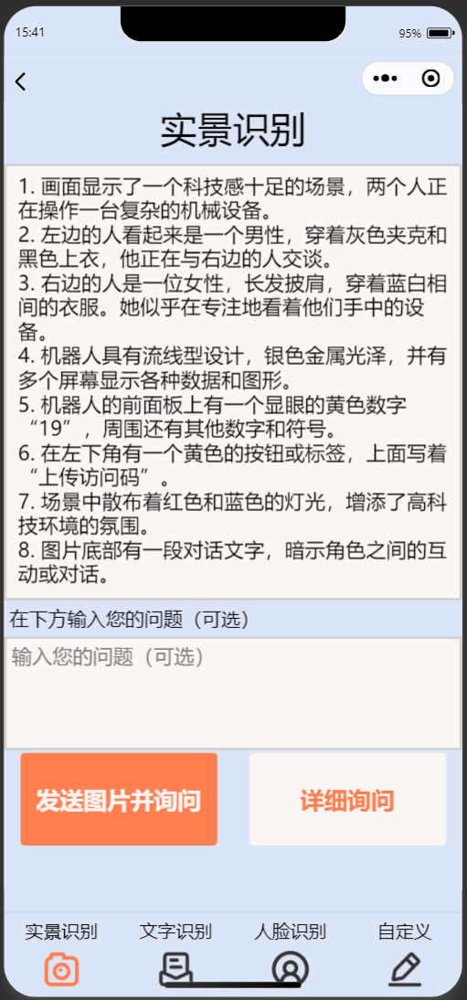 15:41
95%
实景识别
1. 画面显示了一个科技感十足的场景，两个人正
在操作一台复杂的机械设备。
2. 左边的人看起来是一个男性，穿着灰色夹克和
黑色上衣，他正在与右边的人交谈。
3. 右边的人是一位女性，长发披肩，穿着蓝白相
间的衣服。她似乎在专注地看着他们手中的设
备。
4. 机器人具有流线型设计，银色金属光泽，并有
多个屏幕显示各种数据和图形。
5. 机器人的前面板上有一个显眼的黄色数字
“19”，周围还有其他数字和符号。
6. 在左下角有一个黄色的按钮或标签，上面写着
“上传访问码”。
7. 场景中散布着红色和蓝色的灯光，增添了高科
技环境的氛围。
8. 图片底部有一段对话文字，暗示角色之间的互
动或对话。
在下方输入您的问题（可选）
输入您的问题（可选）
发送图片并询问
详细询问
实景识别
文字识别
人脸识别
自定义